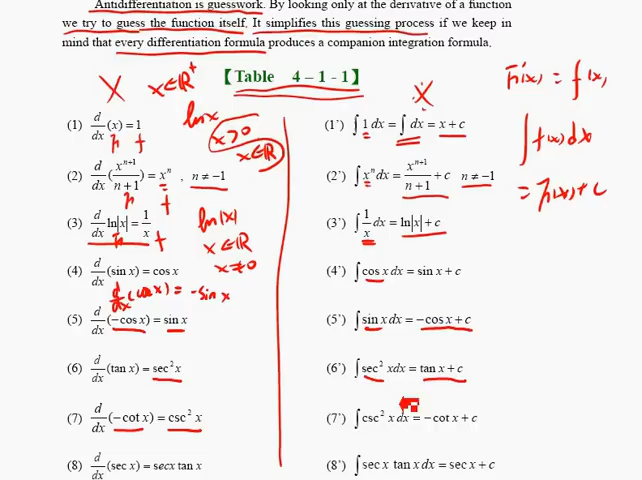 Antidifferentiation is guesswork. By looking only at the derivative of a function
we try to guess the function itself. It simplifies this guessing process if we keep in
mind that every differentiation formula produces a companion integration formula.
【Table 4－1－1】
X x∈ℝ⁺ X F'(x) = f(x)
ln x
(1) d/dx (x) = 1 x>0 (1') ∫ 1 dx = ∫ dx = x + c ∫ f(x) dx
F f x∈ℝ
(2) d/dx (x^(n+1)/(n+1)) = x^n , n ≠ −1 (2') ∫ x^n dx = x^(n+1)/(n+1) + c n ≠ −1 = F(x) + c
F f
(3) d/dx ln|x| = 1/x ln|x| (3') ∫ 1/x dx = ln|x| + c
F f x∈ℝ
(4) d/dx (sin x) = cos x x≠0 (4') ∫ cos x dx = sin x + c
d/dx (cos x) = -sin x
(5) d/dx (−cos x) = sin x (5') ∫ sin x dx = −cos x + c
(6) d/dx (tan x) = sec² x (6') ∫ sec² xdx = tan x + c
(7) d/dx (−cot x) = csc² x (7') ∫ csc² x dx = −cot x + c
(8) d/dx (sec x) = secx tan x (8') ∫ sec x tan x dx = sec x + c